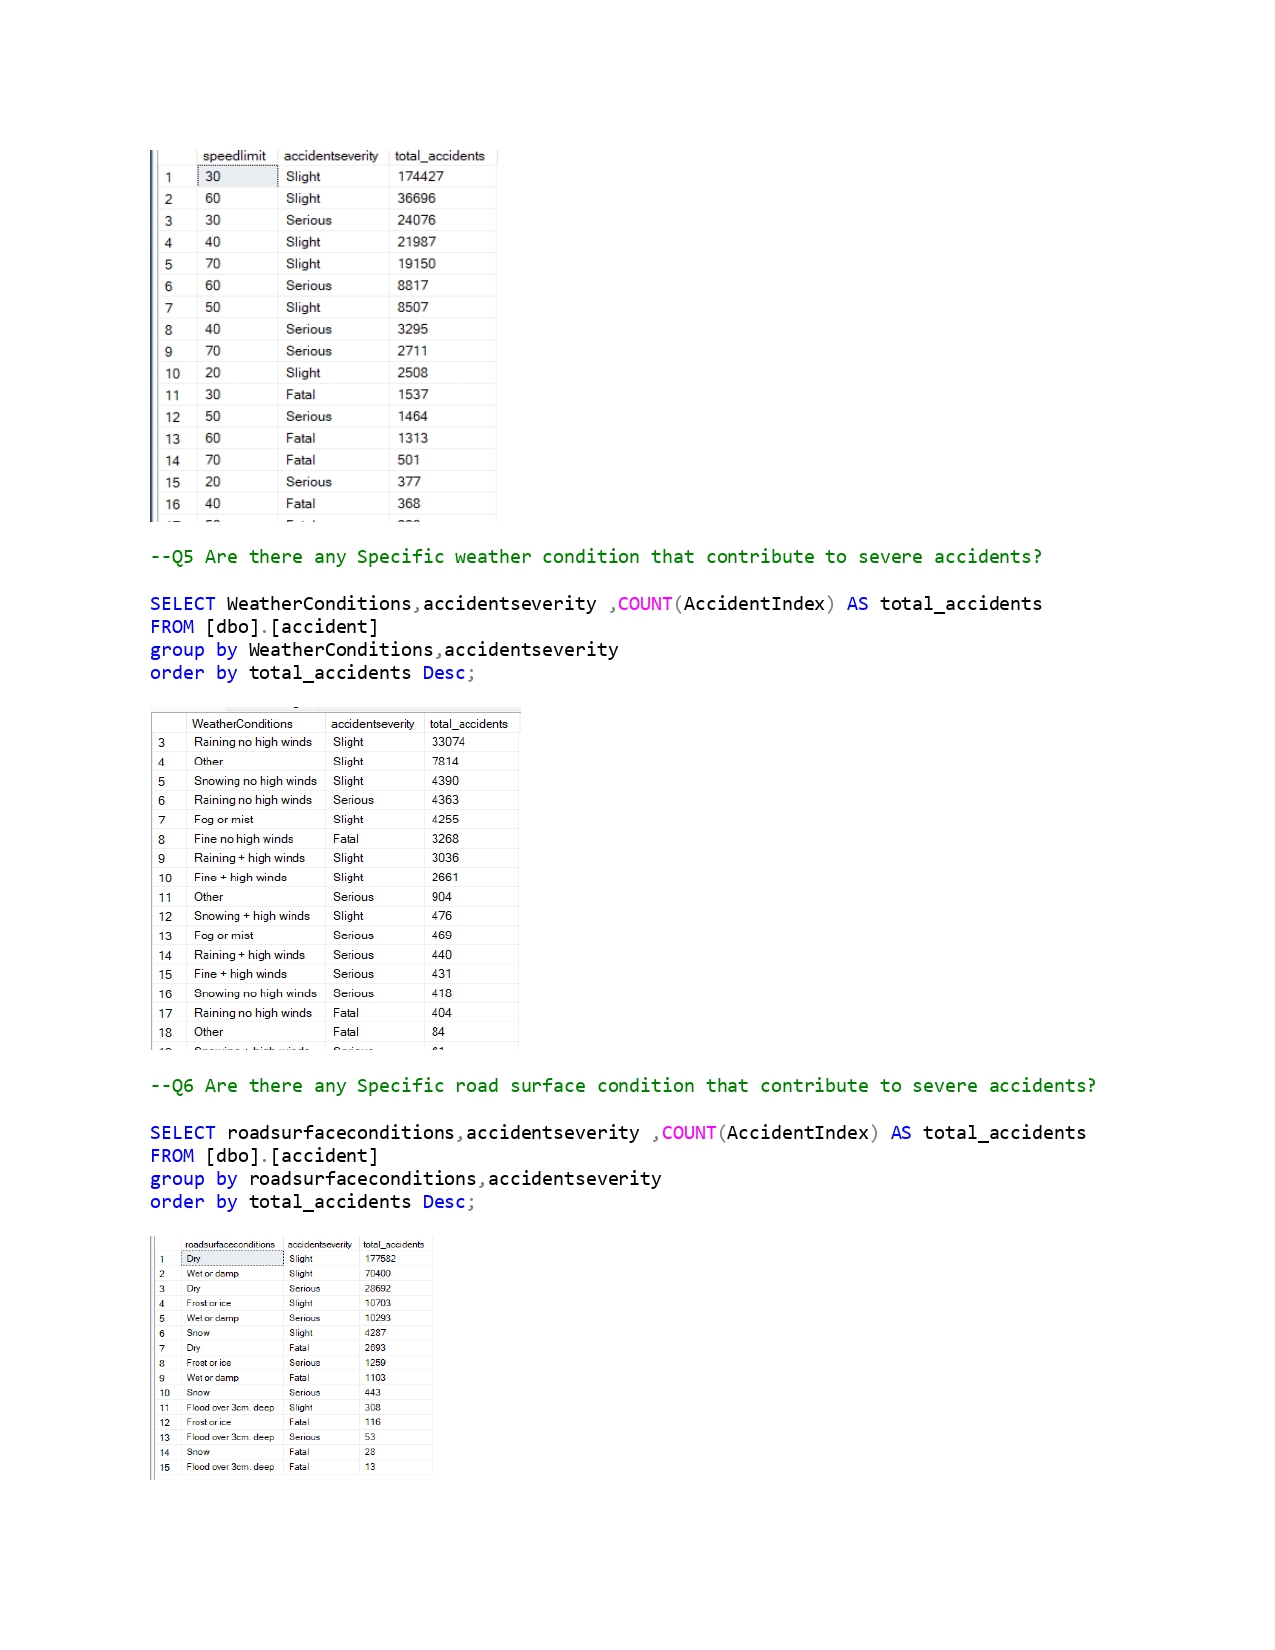 speedlimit accidentseverity total_accidents
1 30 Slight 174427
2 60 Slight 36696
3 30 Serious 24076
4 40 Slight 21987
5 70 Slight 19150
6 60 Serious 8817
7 50 Slight 8507
8 40 Serious 3295
9 70 Serious 2711
10 20 Slight 2508
11 30 Fatal 1537
12 50 Serious 1464
13 60 Fatal 1313
14 70 Fatal 501
15 20 Serious 377
16 40 Fatal 368
--Q5 Are there any Specific weather condition that contribute to severe accidents?
SELECT WeatherConditions,accidentseverity ,COUNT(AccidentIndex) AS total_accidents
FROM [dbo].[accident]
group by WeatherConditions,accidentseverity
order by total_accidents Desc;
WeatherConditions accidentseverity total_accidents
3 Raining no high winds Slight 33074
4 Other Slight 7814
5 Snowing no high winds Slight 4390
6 Raining no high winds Serious 4363
7 Fog or mist Slight 4255
8 Fine no high winds Fatal 3268
9 Raining + high winds Slight 3036
10 Fine + high winds Slight 2661
11 Other Serious 904
12 Snowing + high winds Slight 476
13 Fog or mist Serious 469
14 Raining + high winds Serious 440
15 Fine + high winds Serious 431
16 Snowing no high winds Serious 418
17 Raining no high winds Fatal 404
18 Other Fatal 84
--Q6 Are there any Specific road surface condition that contribute to severe accidents?
SELECT roadsurfaceconditions,accidentseverity ,COUNT(AccidentIndex) AS total_accidents
FROM [dbo].[accident]
group by roadsurfaceconditions,accidentseverity
order by total_accidents Desc;
roadsurfaceconditions accidentseverity total_accidents
1 Dry Slight 177582
2 Wet or damp Slight 70400
3 Dry Serious 28692
4 Frost or ice Slight 10703
5 Wet or damp Serious 10293
6 Snow Slight 4287
7 Dry Fatal 2693
8 Frost or ice Serious 1259
9 Wet or damp Fatal 1103
10 Snow Serious 443
11 Flood over 3cm. deep Slight 308
12 Frost or ice Fatal 116
13 Flood over 3cm. deep Serious 53
14 Snow Fatal 28
15 Flood over 3cm. deep Fatal 13